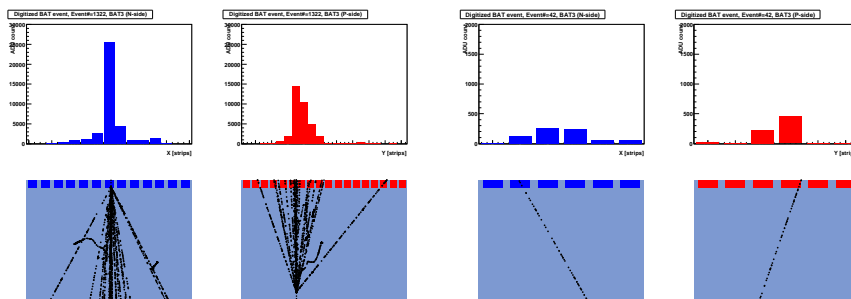 Digitized BAT event, Event#=1322, BAT3 (N-side)
ADU counts
30000
25000
20000
15000
10000
5000
0
X [strips]
Digitized BAT event, Event#=1322, BAT3 (P-side)
ADU counts
30000
25000
20000
15000
10000
5000
0
Y [strips]
Digitized BAT event, Event#=42, BAT3 (N-side)
ADU counts
2000
1500
1000
500
0
X [strips]
Digitized BAT event, Event#=42, BAT3 (P-side)
ADU counts
2000
1500
1000
500
0
Y [strips]